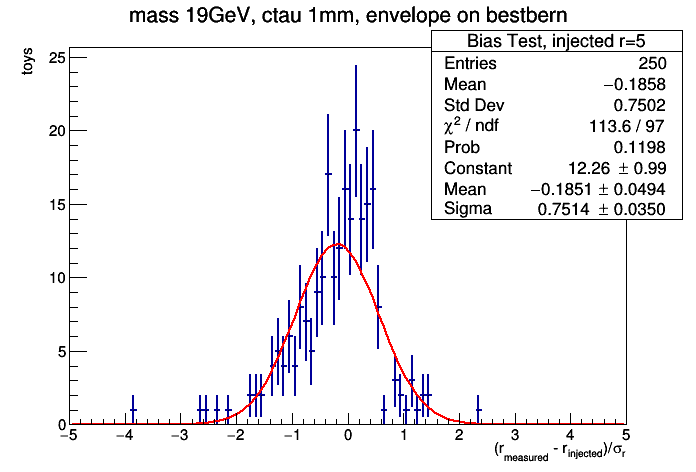 mass 19GeV, ctau 1mm, envelope on bestbern
Bias Test, injected r=5
Entries 250
Mean −0.1858
Std Dev 0.7502
χ² / ndf 113.6 / 97
Prob 0.1198
Constant 12.26 ± 0.99
Mean −0.1851 ± 0.0494
Sigma 0.7514 ± 0.0350
toys
25
20
15
10
5
0
−5 −4 −3 −2 −1 0 1 2 3 4 5
(r_measured - r_injected)/σ_r